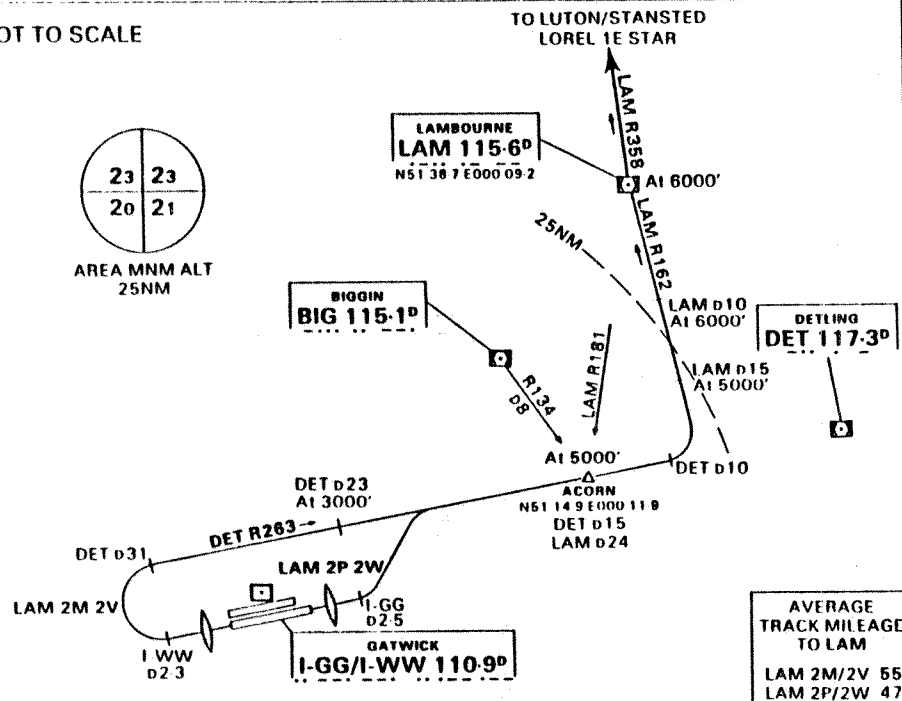 OT TO SCALE
TO LUTON/STANSTED
LOREL 1E STAR
LAM R358
LAMBOURNE
LAM 115·6D
N51 38·7 E000 09·2
At 6000'
23 23
20 21
AREA MNM ALT
25NM
25NM
LAM R162
BIGGIN
BIG 115·1D
LAM D10
At 6000'
DETLING
DET 117·3D
R134
D8
LAM R181
LAM D15
At 5000'
At 5000'
DET D10
ACORN
N51 14 9 E000 11·9
DET D15
LAM D24
DET D23
At 3000'
DET R263
DET D31
LAM 2P 2W
LAM 2M 2V
I-GG
D2·5
I WW
D2·3
GATWICK
I-GG/I-WW 110·9D
AVERAGE
TRACK MILEAGE
TO LAM
LAM 2M/2V 55
LAM 2P/2W 47